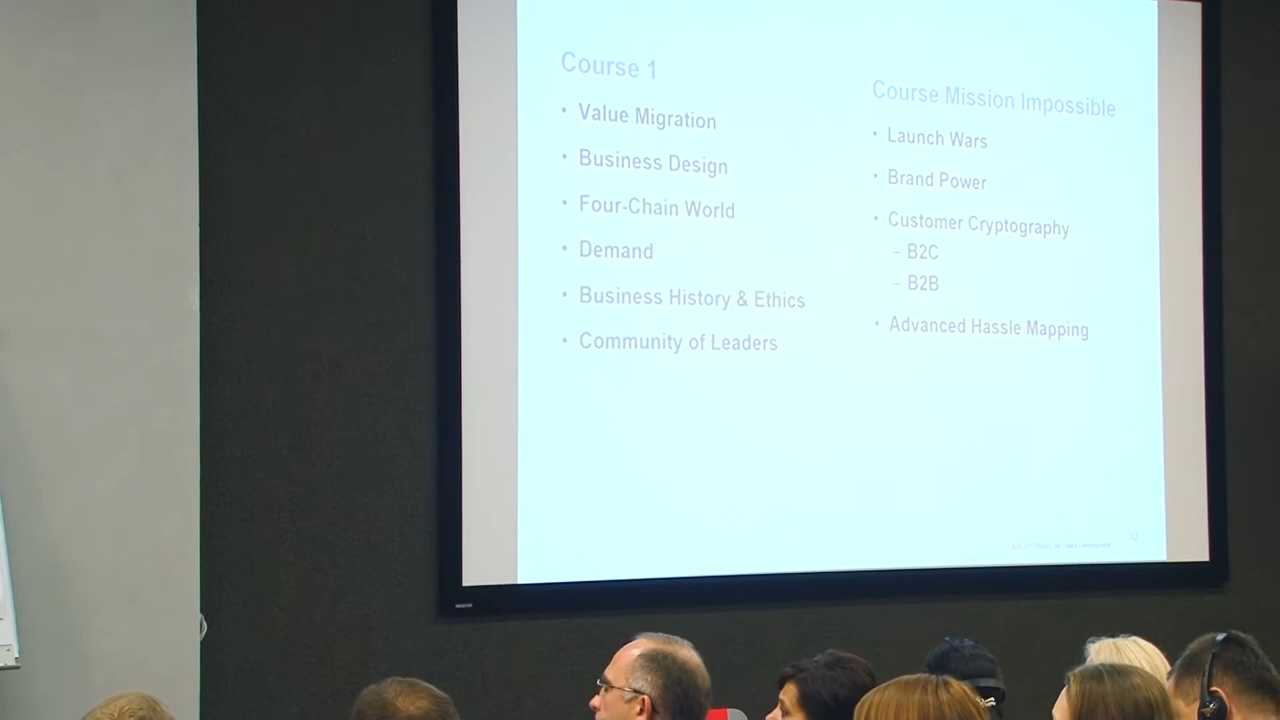 Course 1
• Value Migration
• Business Design
• Four-Chain World
• Demand
• Business History & Ethics
• Community of Leaders
Course Mission Impossible
• Launch Wars
• Brand Power
• Customer Cryptography
– B2C
– B2B
• Advanced Hassle Mapping
12